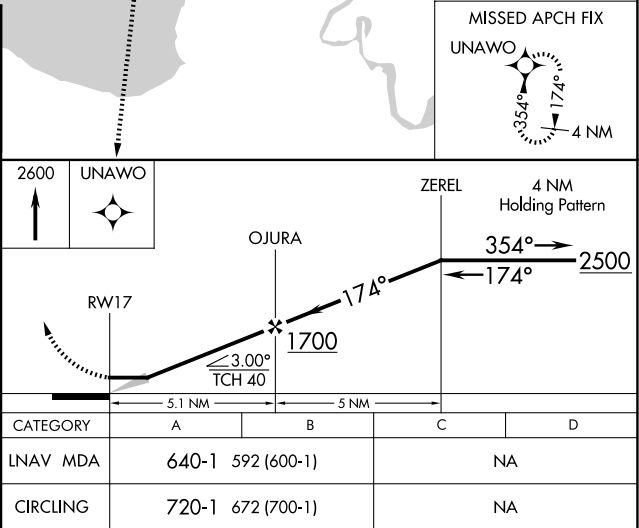 MISSED APCH FIX
UNAWO
354°
174°
4 NM
2600
UNAWO
ZEREL
4 NM
Holding Pattern
354°
2500
174°
OJURA
174°
RW17
1700
3.00°
TCH 40
5.1 NM
5 NM
CATEGORY A B C D
LNAV MDA 640-1 592 (600-1) NA
CIRCLING 720-1 672 (700-1) NA